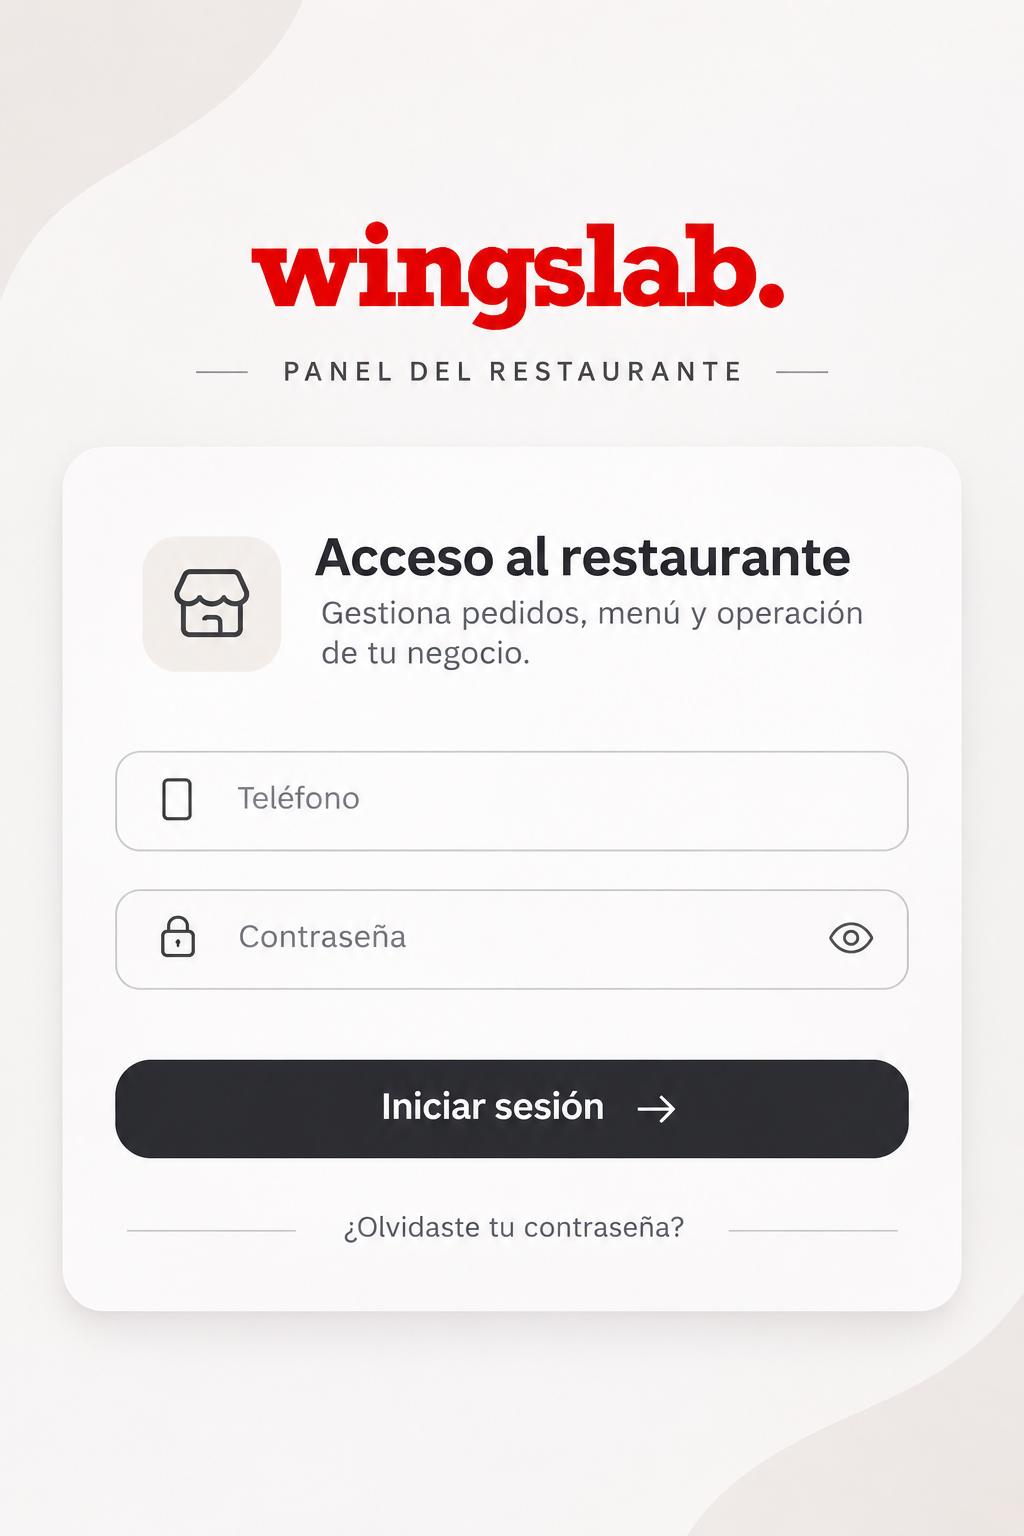 wingslab.
PANEL DEL RESTAURANTE
Acceso al restaurante
Gestiona pedidos, menú y operación
de tu negocio.
Teléfono
Contraseña
Iniciar sesión →
¿Olvidaste tu contraseña?